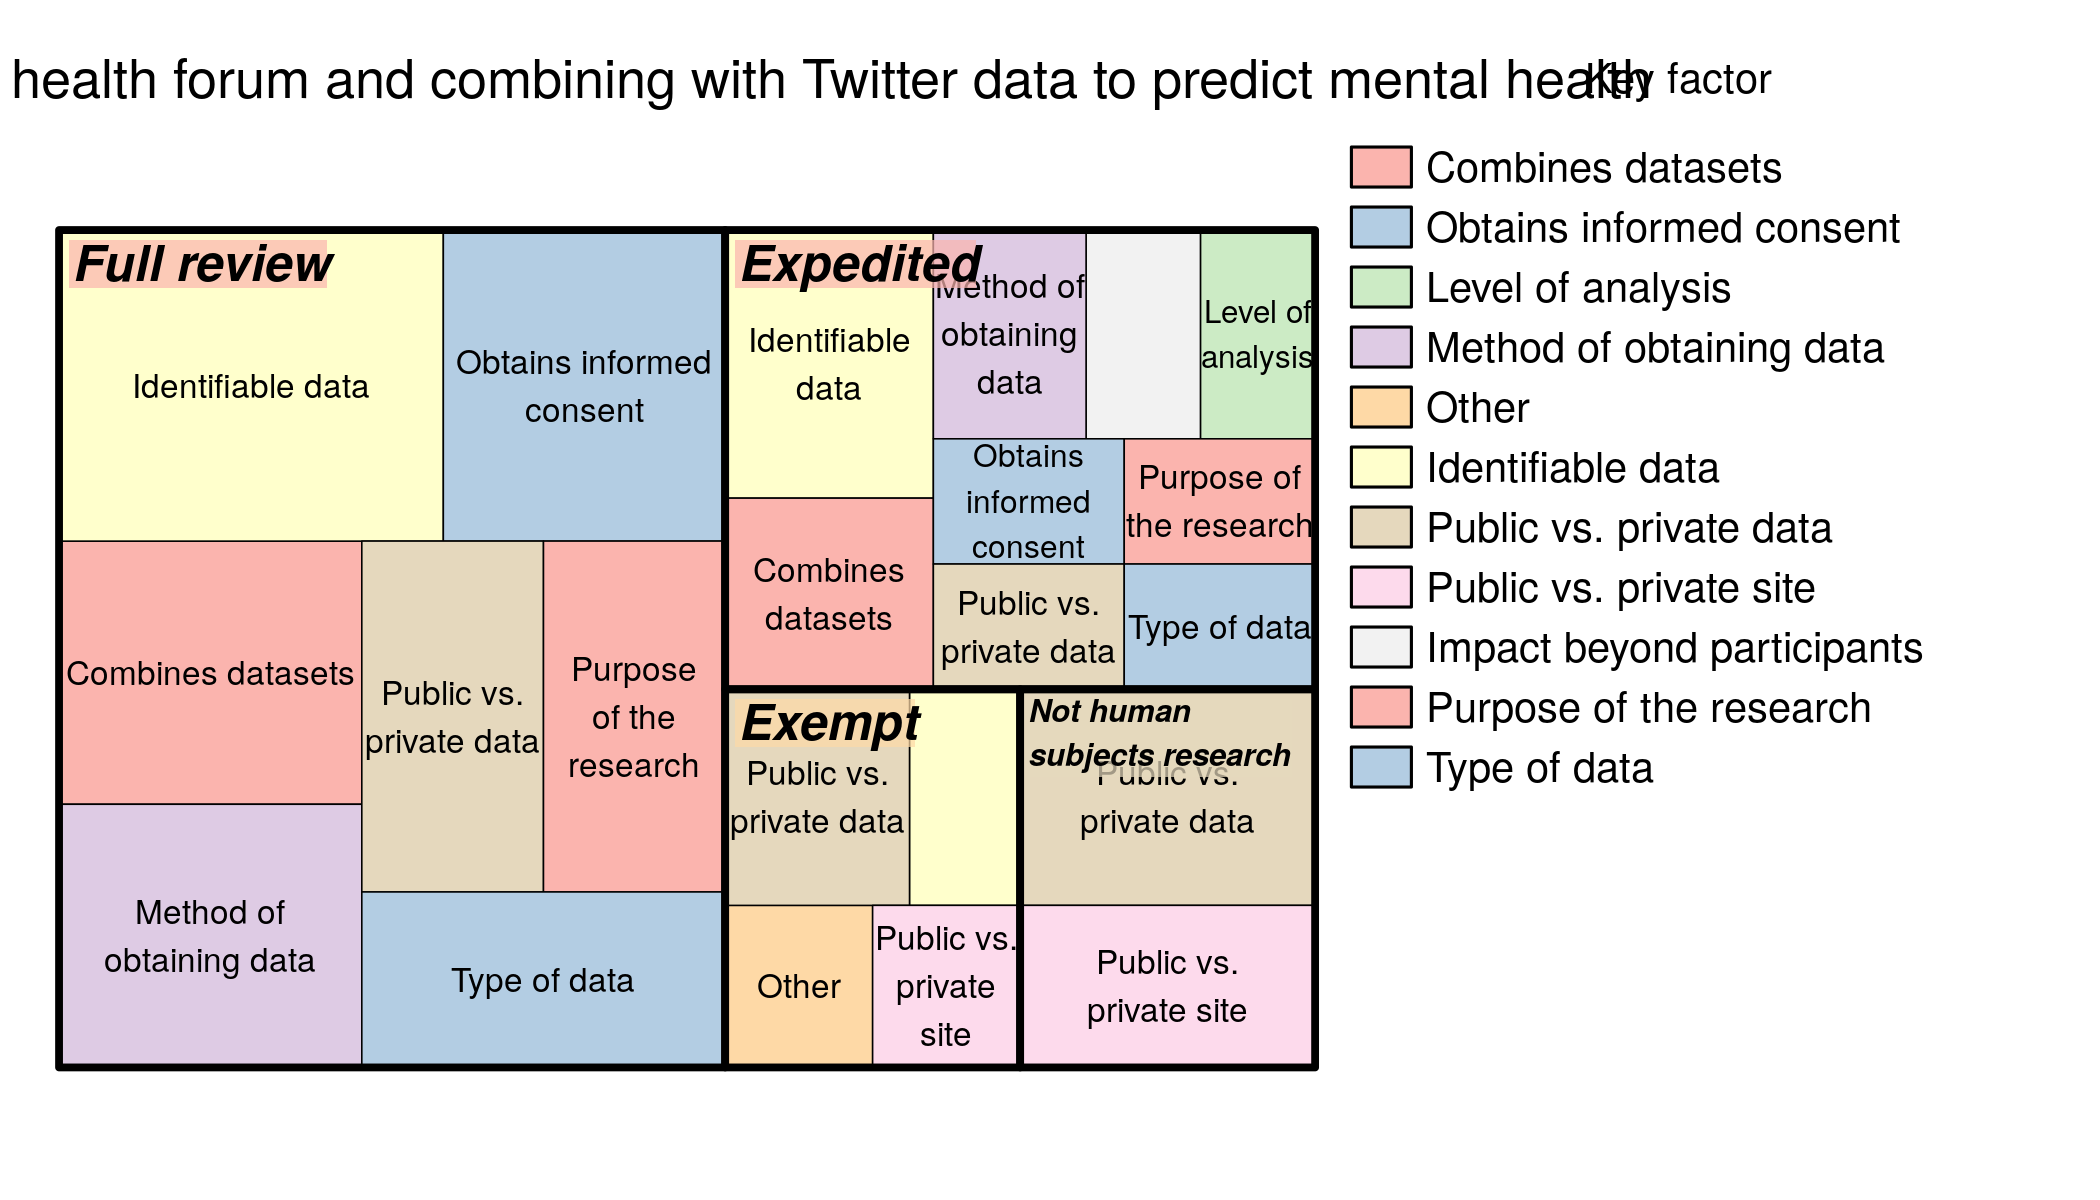 health forum and combining with Twitter data to predict mental health
Key factor
Full review
Identifiable data
Obtains informed
consent
Combines datasets
Public vs.
private data
Purpose
of the
research
Method of
obtaining data
Type of data
Expedited
Identifiable
data
Method of
obtaining
data
Level of
analysis
Combines
datasets
Obtains
informed
consent
Purpose of
the research
Public vs.
private data
Type of data
Exempt
Public vs.
private data
Other
Public vs.
private
site
Not human
subjects research
Public vs.
private data
Public vs.
private site
Combines datasets
Obtains informed consent
Level of analysis
Method of obtaining data
Other
Identifiable data
Public vs. private data
Public vs. private site
Impact beyond participants
Purpose of the research
Type of data